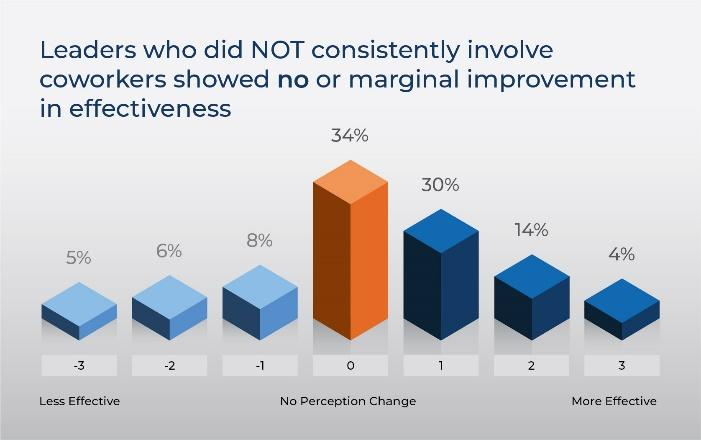 Leaders who did NOT consistently involve
coworkers showed no or marginal improvement
in effectiveness
34%
30%
14%
8%
6%
5%
4%
-3 -2 -1 0 1 2 3
Less Effective No Perception Change More Effective